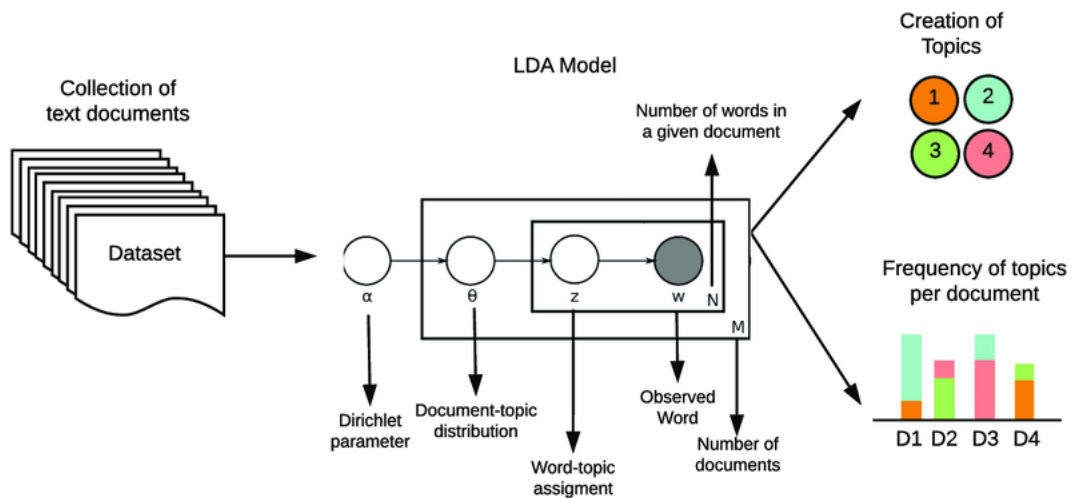 Collection of
text documents
Dataset
LDA Model
Number of words in
a given document
α
θ
z
w
N
M
Dirichlet
parameter
Document-topic
distribution
Word-topic
assigment
Observed
Word
Number of
documents
Creation of
Topics
1
2
3
4
Frequency of topics
per document
D1 D2 D3 D4